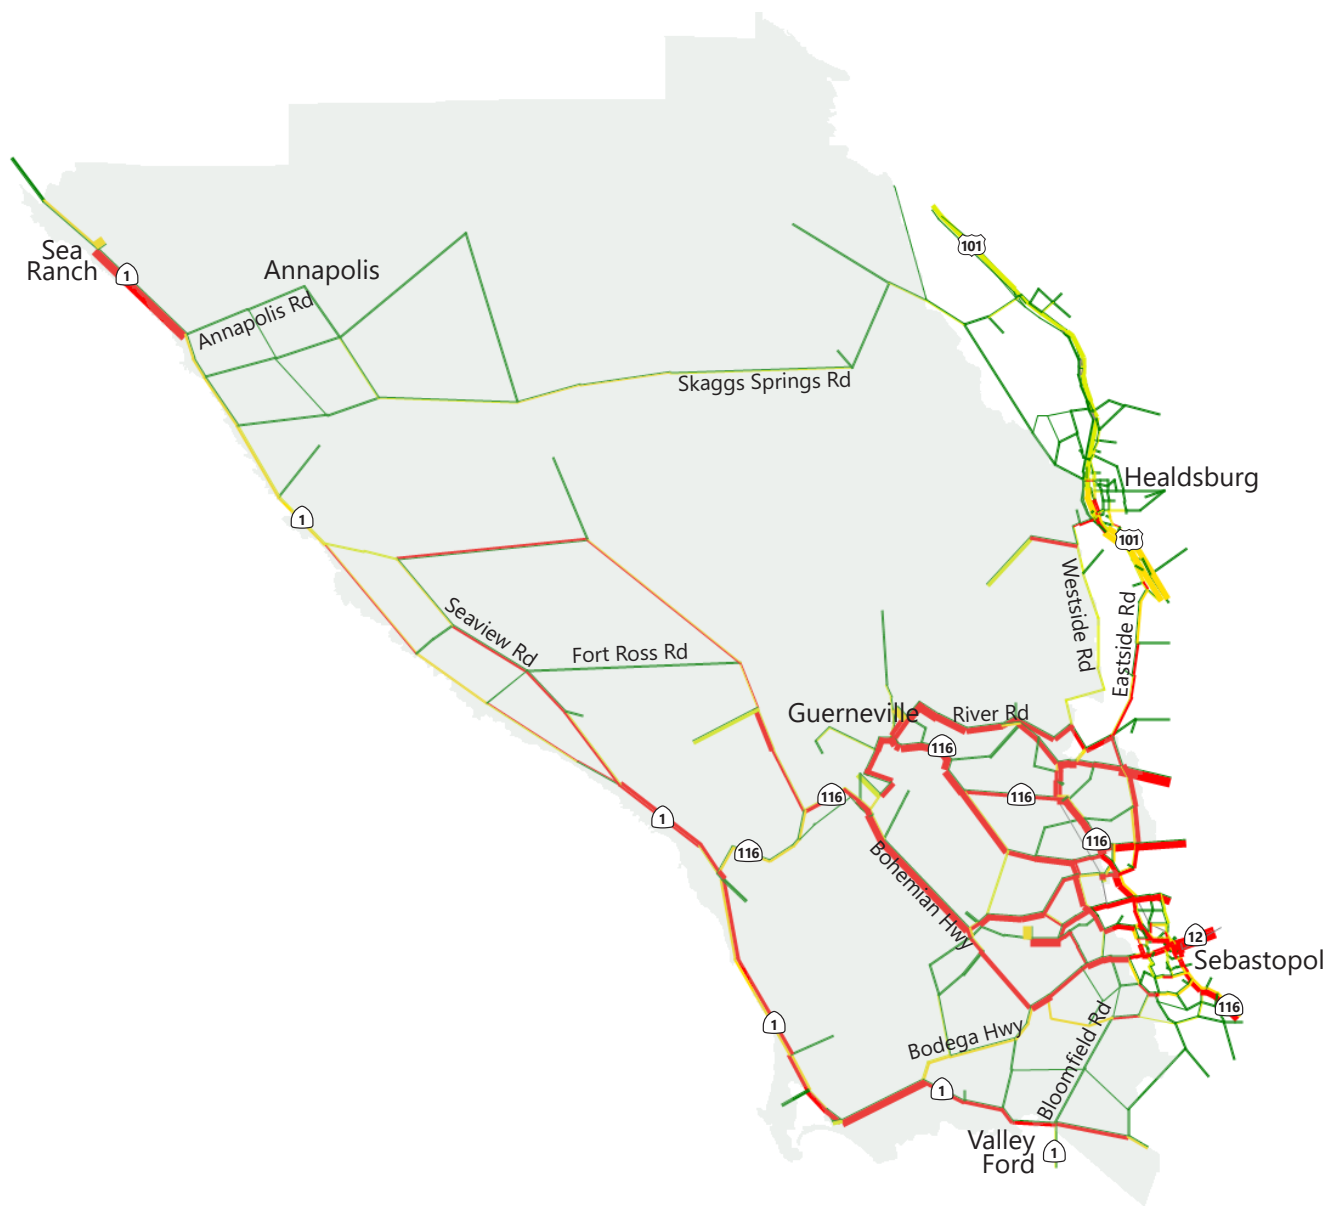 101
Sea
Ranch
1
Annapolis
Annapolis Rd
Skaggs Springs Rd
Healdsburg
1
101
Westside Rd
Eastside Rd
Seaview Rd
Fort Ross Rd
Guerneville
River Rd
116
116
116
1
116
116
Bohemian Hwy
12
Sebastopol
116
1
Bodega Hwy
Bloomfield Rd
1
Valley
Ford
1